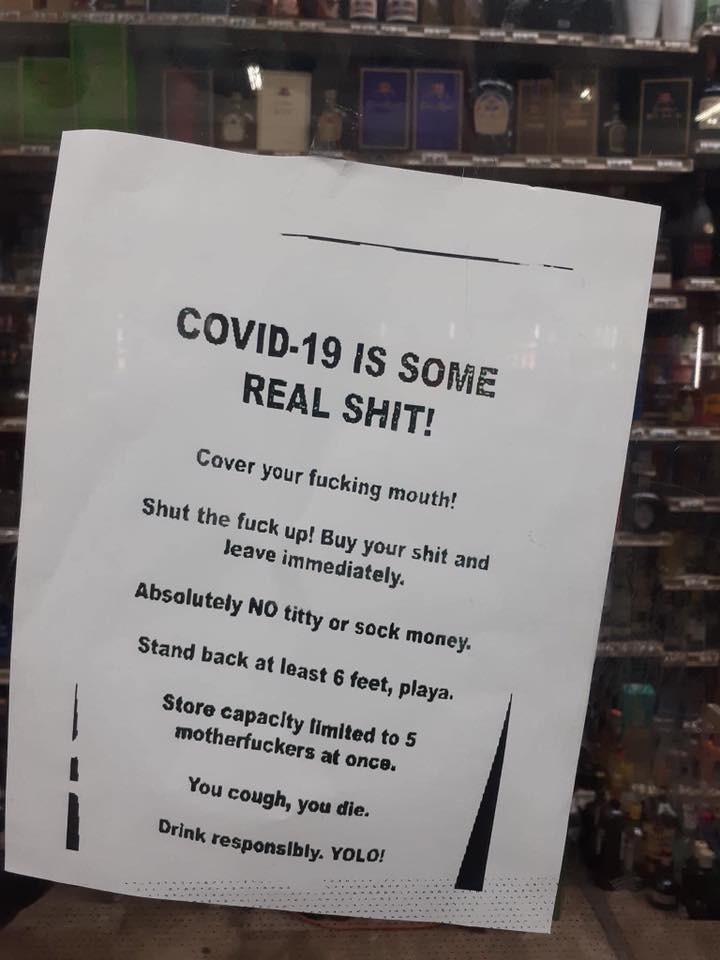 COVID-19 IS SOME
REAL SHIT!
Cover your fucking mouth!
Shut the fuck up! Buy your shit and
leave immediately.
Absolutely NO titty or sock money.
Stand back at least 6 feet, playa.
Store capacity limited to 5
motherfuckers at once.
You cough, you die.
Drink responsibly. YOLO!